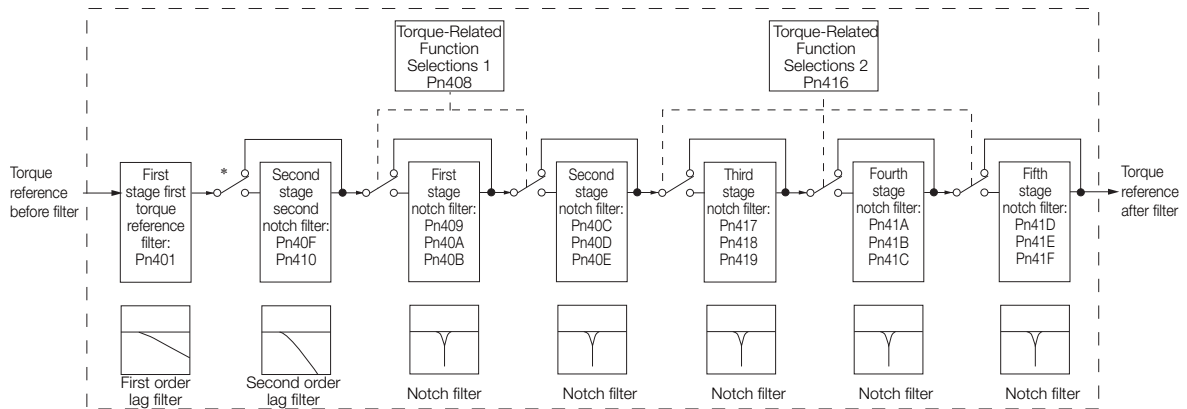 Torque-Related
Function
Selections 1
Pn408
Torque-Related
Function
Selections 2
Pn416
Torque
reference
before filter
First
stage first
torque
reference
filter:
Pn401
*
Second
stage
second
notch filter:
Pn40F
Pn410
First
stage
notch filter:
Pn409
Pn40A
Pn40B
Second
stage
notch filter:
Pn40C
Pn40D
Pn40E
Third
stage
notch filter:
Pn417
Pn418
Pn419
Fourth
stage
notch filter:
Pn41A
Pn41B
Pn41C
Fifth
stage
notch filter:
Pn41D
Pn41E
Pn41F
Torque
reference
after filter
First order
lag filter
Second order
lag filter
Notch filter
Notch filter
Notch filter
Notch filter
Notch filter